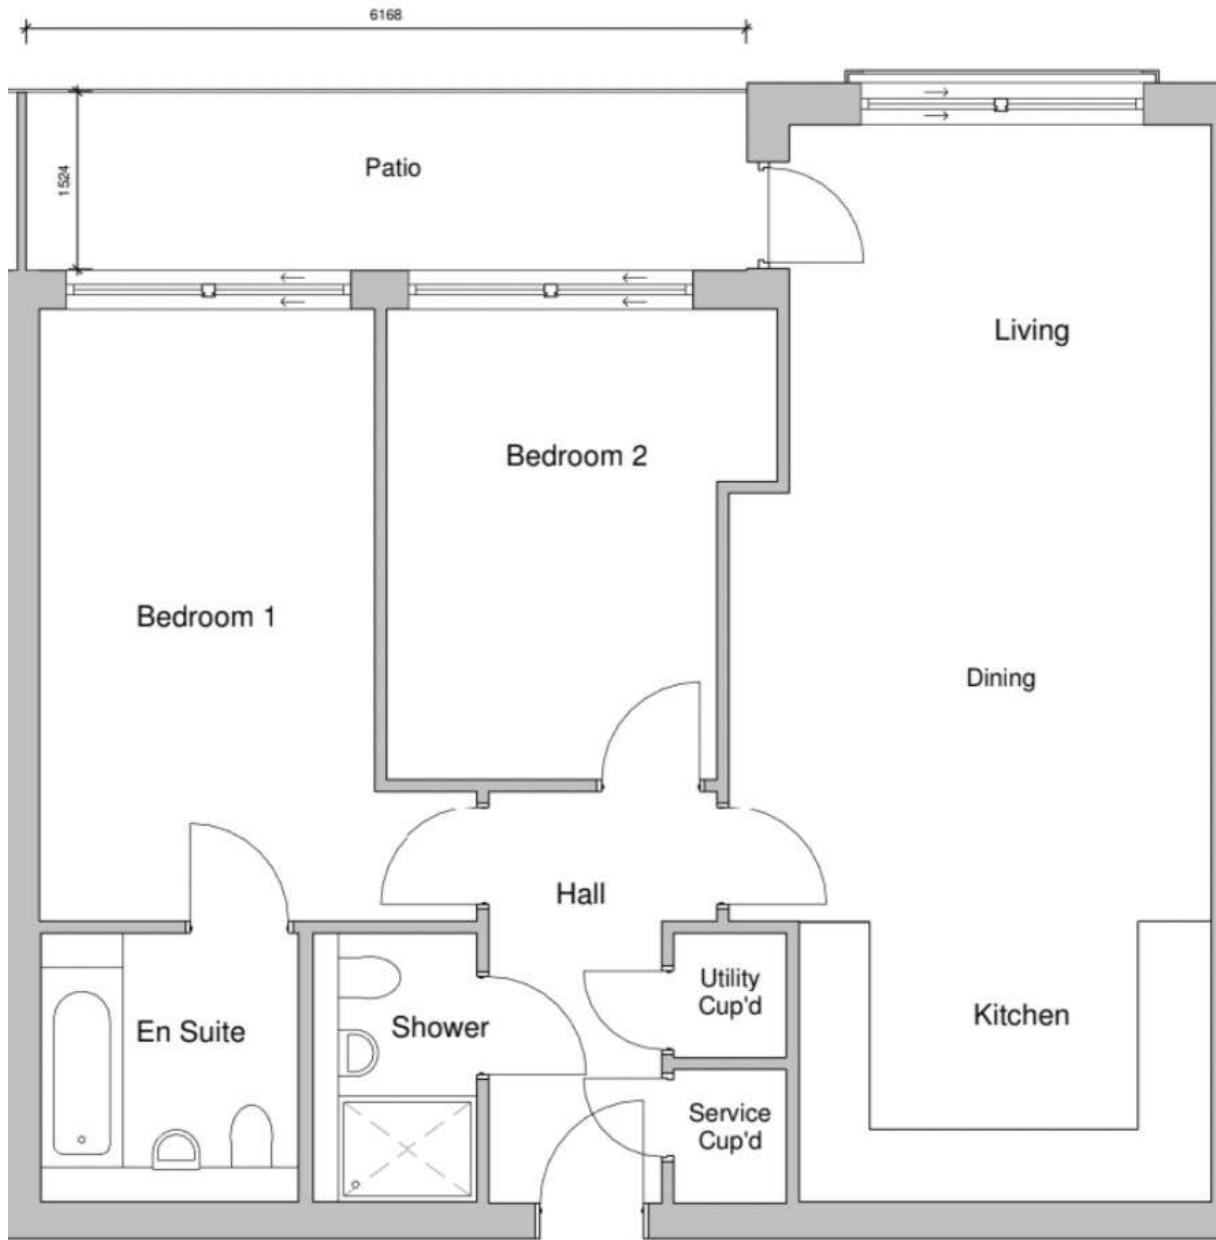 6168
Patio
1524
Living
Bedroom 2
Bedroom 1
Dining
Hall
Utility
Cup'd
Kitchen
En Suite
Shower
Service
Cup'd